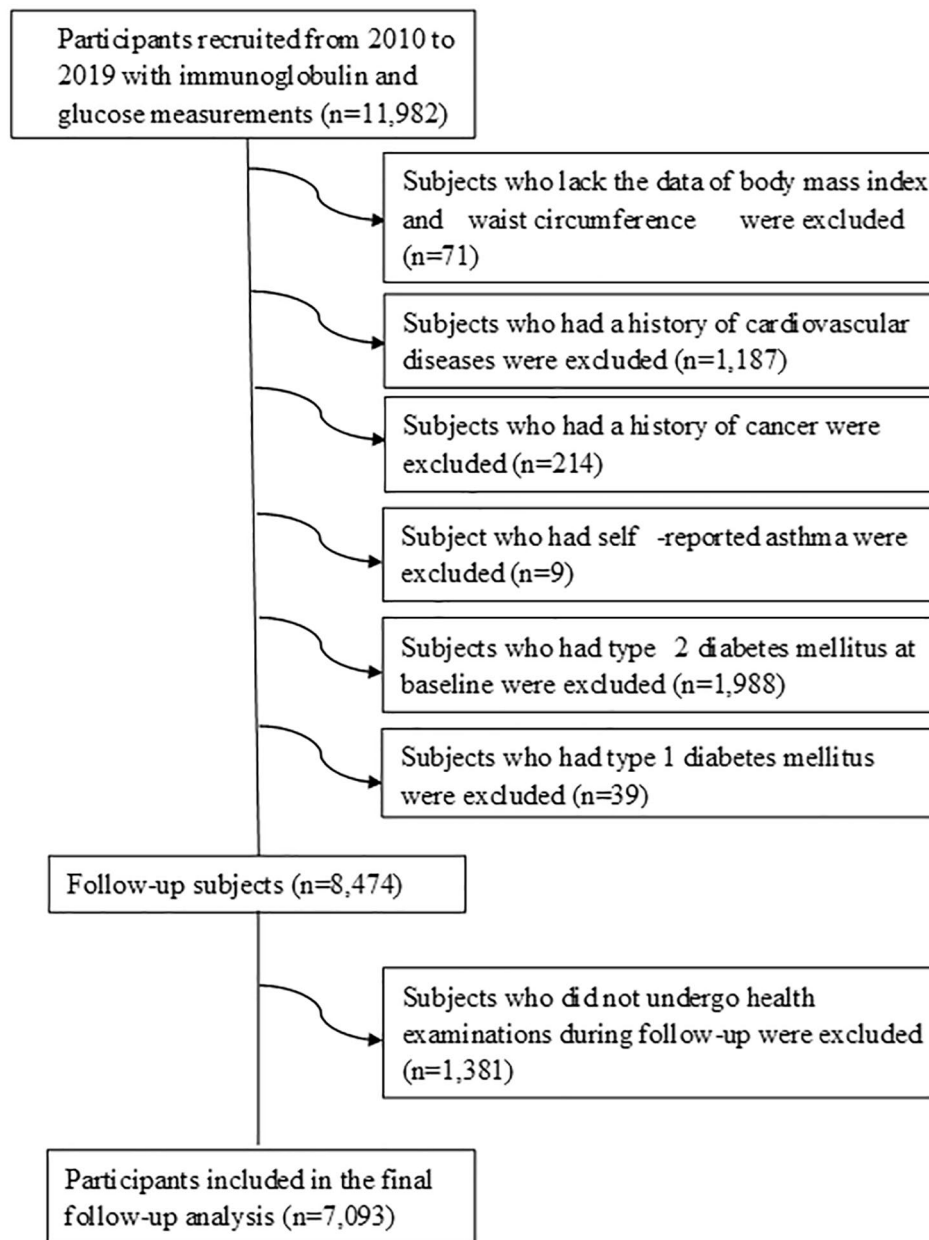 Participants recruited from 2010 to
2019 with immunoglobulin and
glucose measurements (n=11,982)
Subjects who lack the data of body mass index
and waist circumference were excluded
(n=71)
Subjects who had a history of cardiovascular
diseases were excluded (n=1,187)
Subjects who had a history of cancer were
excluded (n=214)
Subject who had self -reported asthma were
excluded (n=9)
Subjects who had type 2 diabetes mellitus at
baseline were excluded (n=1,988)
Subjects who had type 1 diabetes mellitus
were excluded (n=39)
Follow-up subjects (n=8,474)
Subjects who did not undergo health
examinations during follow-up were excluded
(n=1,381)
Participants included in the final
follow-up analysis (n=7,093)